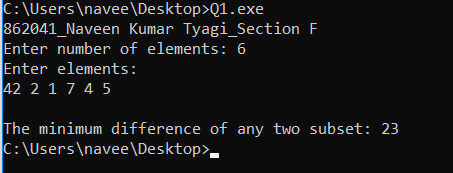 C:\Users\navee\Desktop>Q1.exe
862041_Naveen Kumar Tyagi_Section F
Enter number of elements: 6
Enter elements:
42 2 1 7 4 5
The minimum difference of any two subset: 23
C:\Users\navee\Desktop>